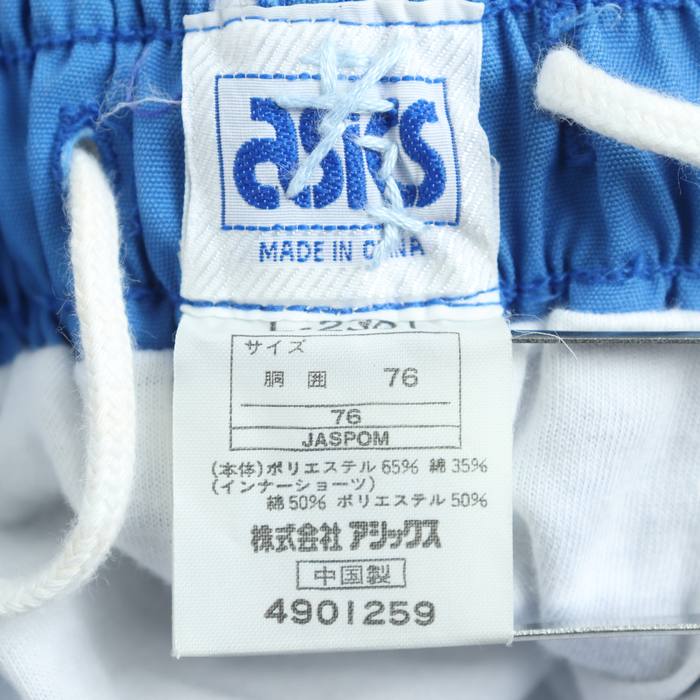 asics
MADE IN CHINA
サイズ
胴 囲 76
76
JASPOM
(本体)ポリエステル 65% 綿 35%
(インナーショーツ)
綿 50% ポリエステル 50%
株式会社 アシックス
中国製
4901259